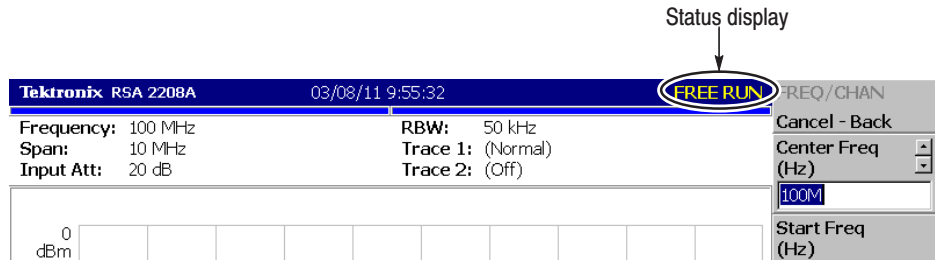 Status display
Tektronix RSA 2208A 03/08/11 9:55:32 FREE RUN
FREQ/CHAN
Cancel - Back
Frequency: 100 MHz RBW: 50 kHz
Span: 10 MHz Trace 1: (Normal)
Input Att: 20 dB Trace 2: (Off)
Center Freq
(Hz)
100M
Start Freq
(Hz)
0
dBm